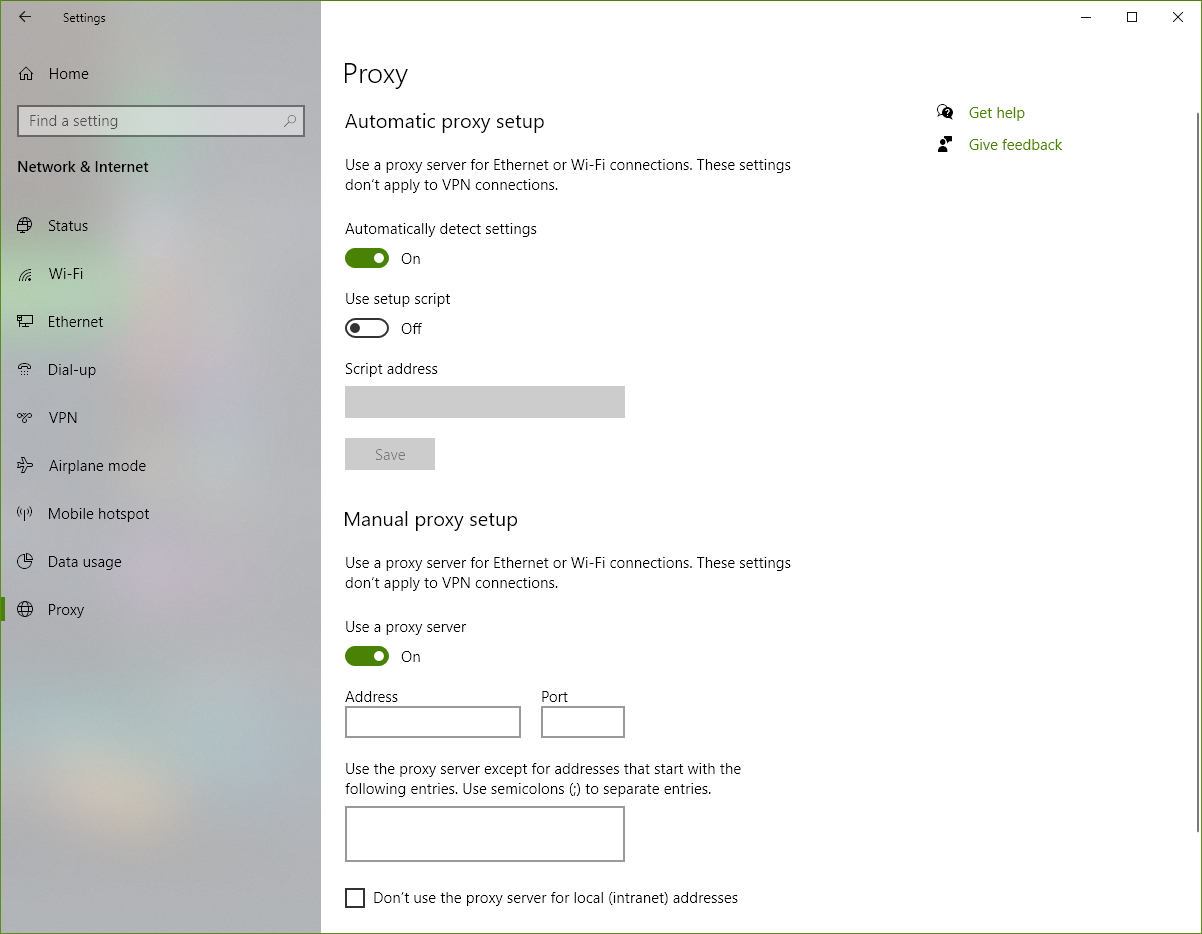 Settings
Home
Find a setting
Network & Internet
Status
Wi-Fi
Ethernet
Dial-up
VPN
Airplane mode
Mobile hotspot
Data usage
Proxy
Proxy
Automatic proxy setup
Use a proxy server for Ethernet or Wi-Fi connections. These settings
don't apply to VPN connections.
Automatically detect settings
On
Use setup script
Off
Script address
Save
Manual proxy setup
Use a proxy server for Ethernet or Wi-Fi connections. These settings
don't apply to VPN connections.
Use a proxy server
On
Address Port
Use the proxy server except for addresses that start with the
following entries. Use semicolons (;) to separate entries.
Don't use the proxy server for local (intranet) addresses
Get help
Give feedback